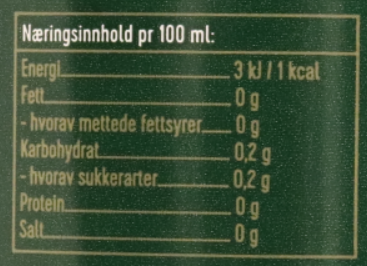 Næringsinnhold pr 100 ml:
Energi 3 kJ / 1 kcal
Fett 0 g
- hvorav mettede fettsyrer 0 g
Karbohydrat 0,2 g
- hvorav sukkerarter 0,2 g
Protein 0 g
Salt 0 g